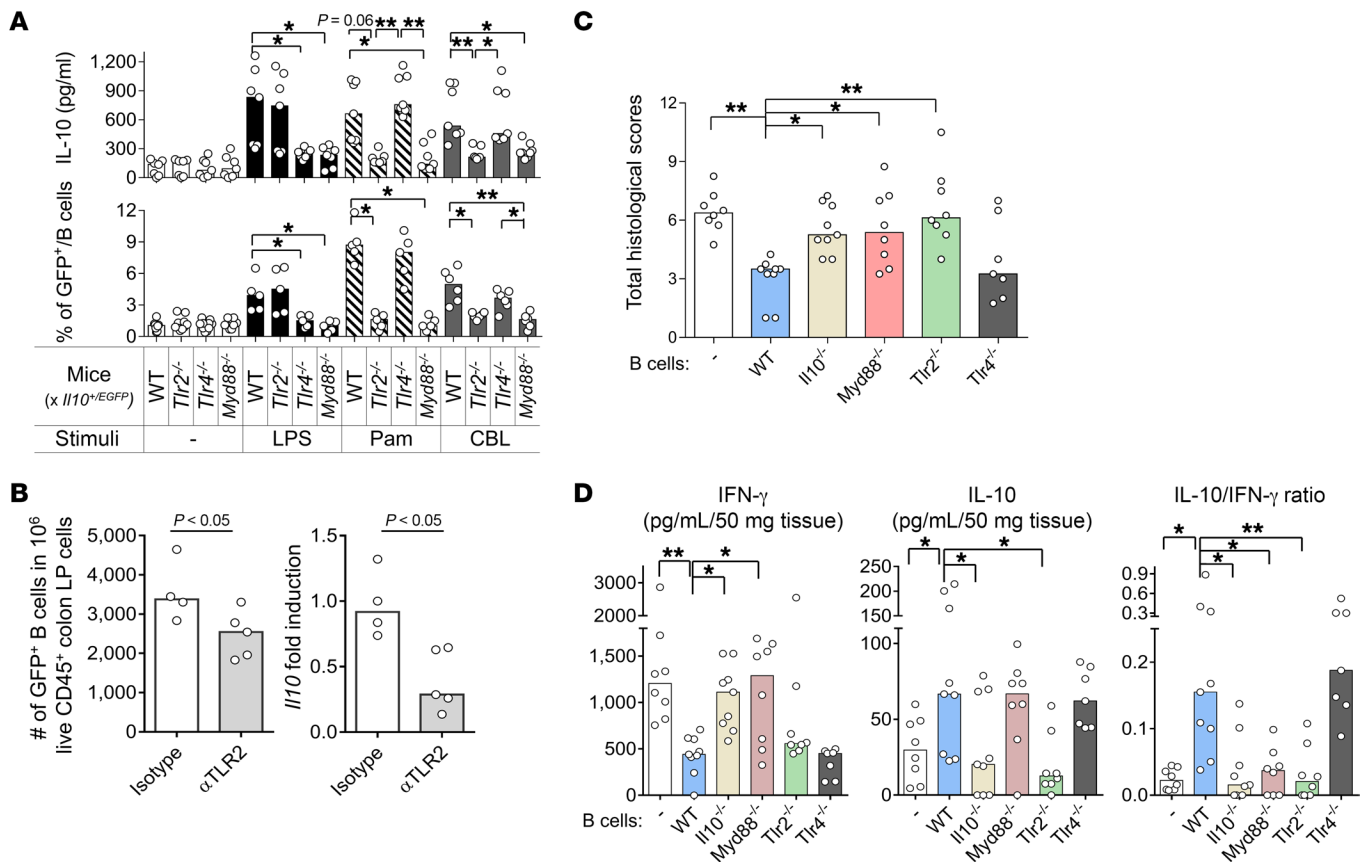 A
IL-10 (pg/ml)
1,200
900
600
300
0
P = 0.06
** **
*
*
*
** *
*
% of GFP+/B cells
12
9
6
3
0
*
*
*
*
**
* *
Mice
(x Il10+/EGFP)
WT Tlr2-/- Tlr4-/- Myd88-/- WT Tlr2-/- Tlr4-/- Myd88-/- WT Tlr2-/- Tlr4-/- Myd88-/- WT Tlr2-/- Tlr4-/- Myd88-/-
Stimuli - LPS Pam CBL
B
# of GFP+ B cells in 10⁶
live CD45+ colon LP cells
5,000
4,000
3,000
2,000
1,000
0
P < 0.05
Isotype αTLR2
Il10 fold induction
1.5
1.0
0.5
0.0
P < 0.05
Isotype αTLR2
C
Total histological scores
12
9
6
3
0
**
**
*
*
B cells: - WT Il10-/- Myd88-/- Tlr2-/- Tlr4-/-
D
IFN-γ
(pg/mL/50 mg tissue)
3000
2000
1,500
1,000
500
0
** *
*
B cells: - WT Il10-/- Myd88-/- Tlr2-/- Tlr4-/-
IL-10
(pg/mL/50 mg tissue)
250
200
150
100
50
0
* *
*
- WT Il10-/- Myd88-/- Tlr2-/- Tlr4-/-
IL-10/IFN-γ ratio
0.9
0.6
0.3
0.2
0.1
0.0
* **
*
*
- WT Il10-/- Myd88-/- Tlr2-/- Tlr4-/-